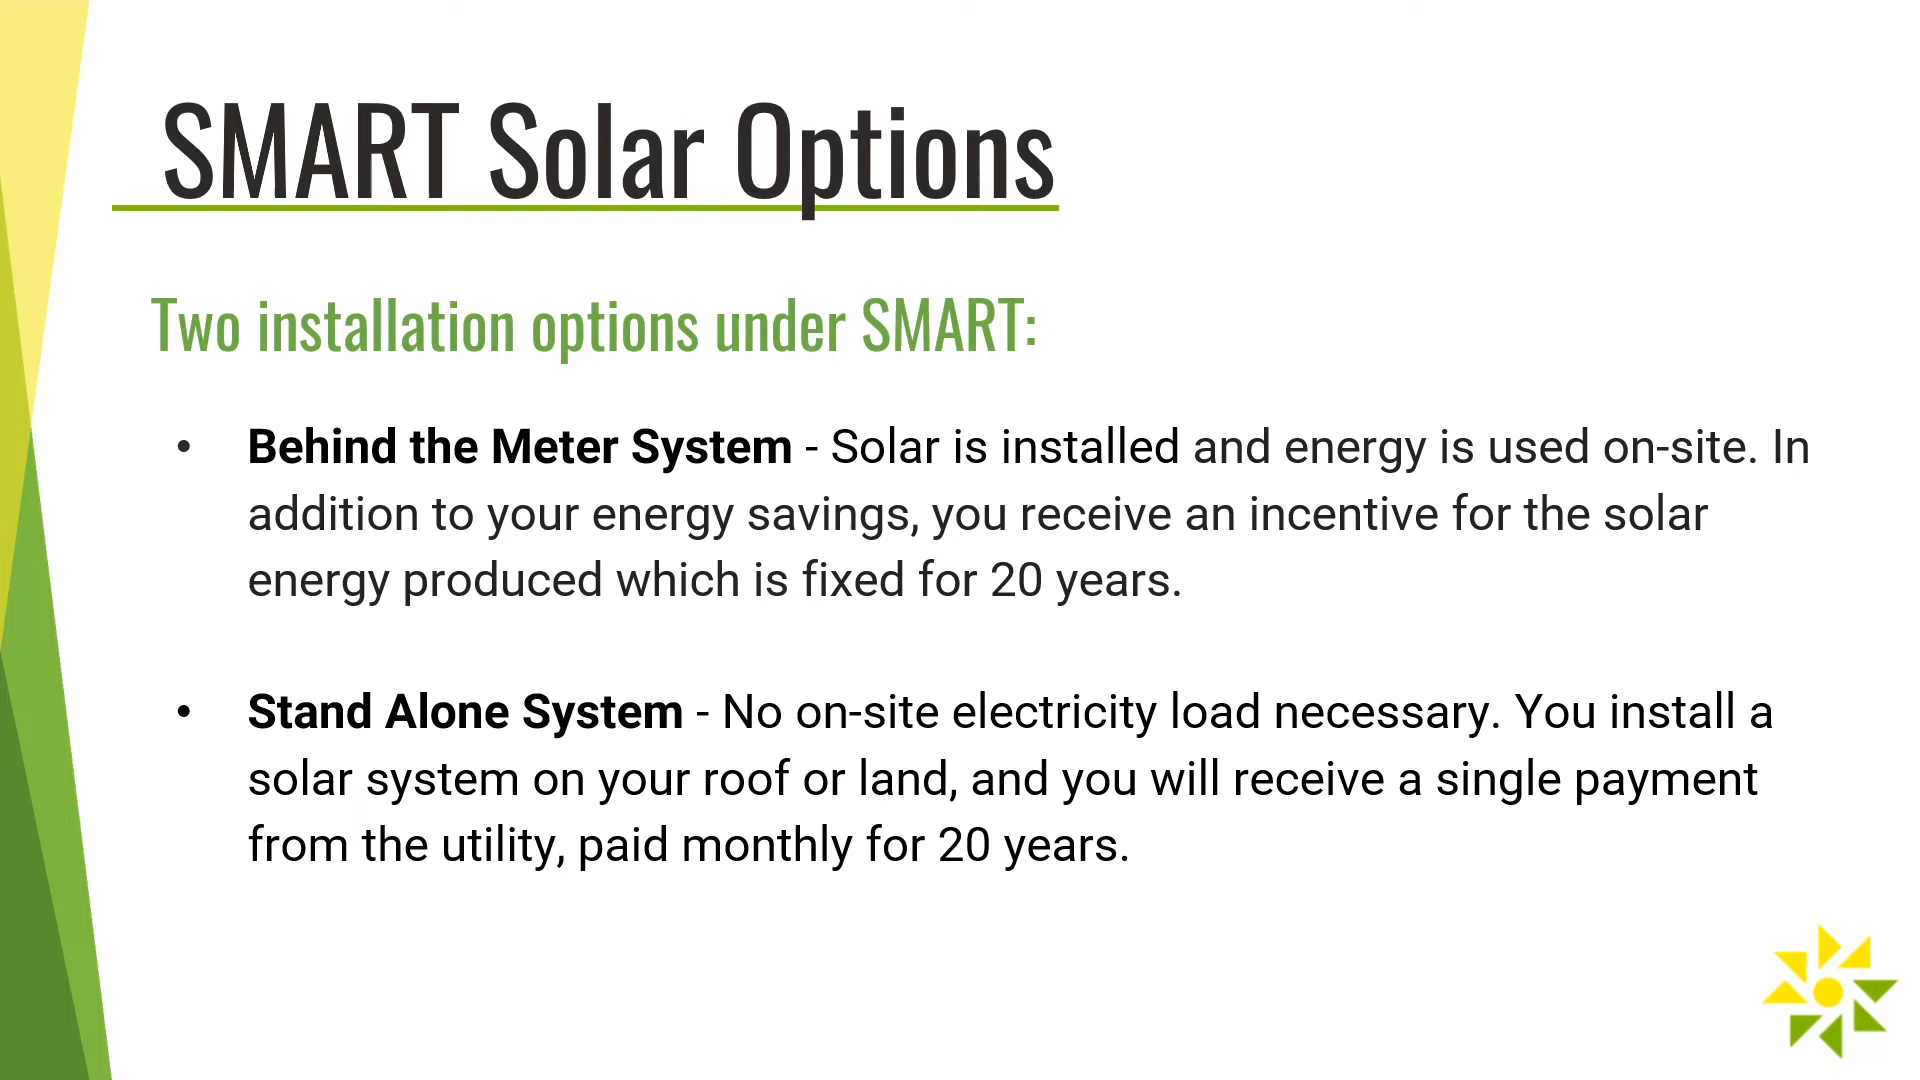 SMART Solar Options
Two installation options under SMART:
• Behind the Meter System - Solar is installed and energy is used on-site. In
addition to your energy savings, you receive an incentive for the solar
energy produced which is fixed for 20 years.
• Stand Alone System - No on-site electricity load necessary. You install a
solar system on your roof or land, and you will receive a single payment
from the utility, paid monthly for 20 years.